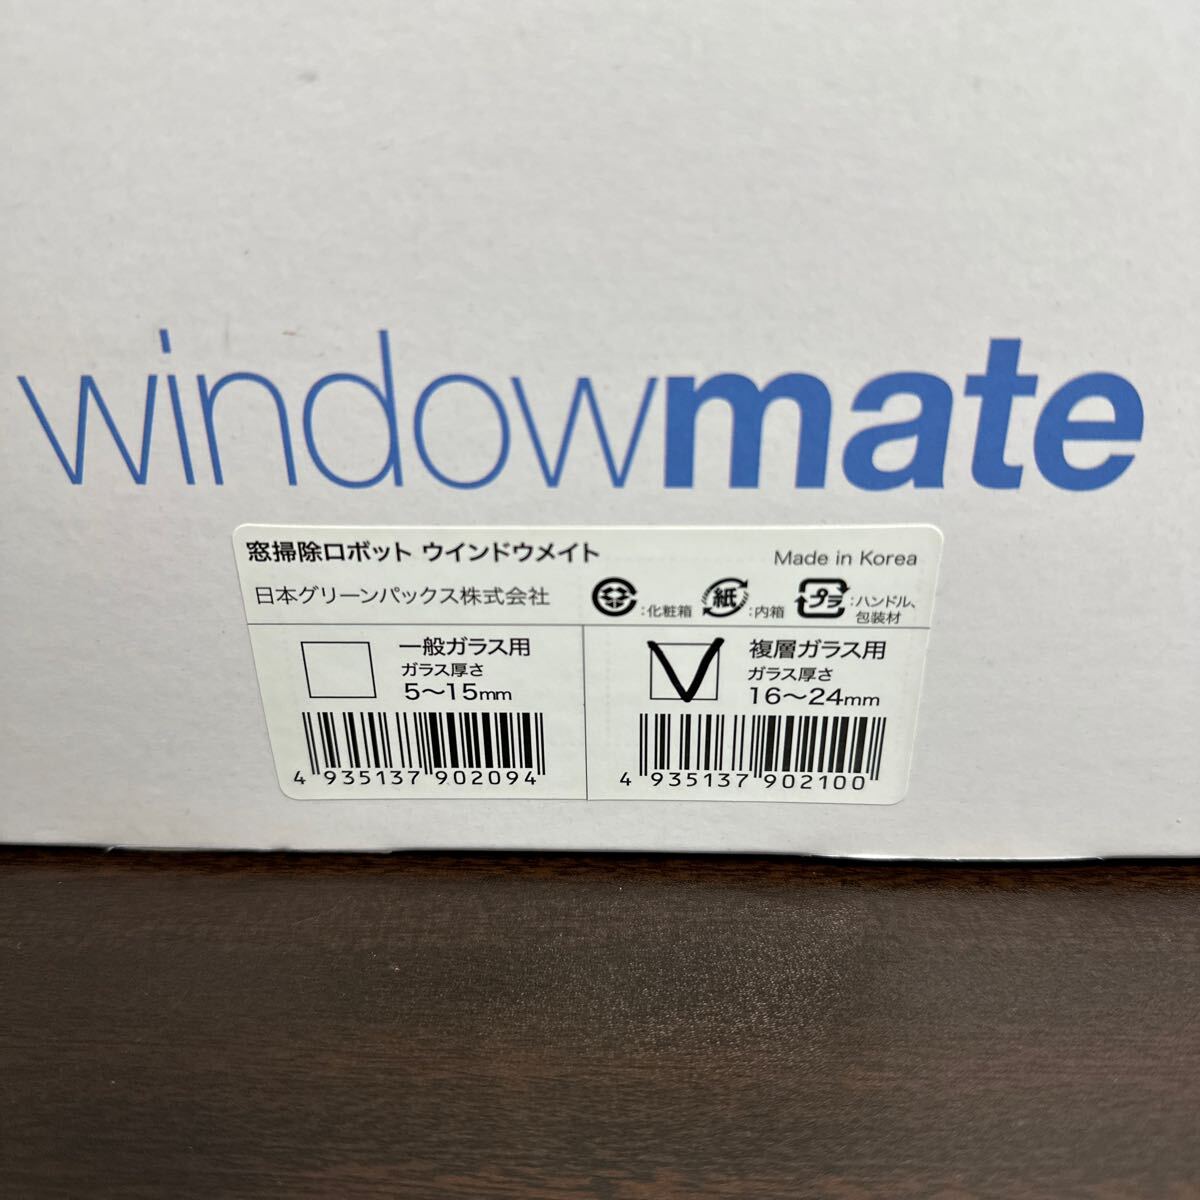 windowmate
窓掃除ロボット ウインドウメイト
Made in Korea
日本グリーンパックス株式会社
:化粧箱
紙
:内箱
プラ
:ハンドル、
包装材
一般ガラス用
ガラス厚さ
5〜15mm
4 935137 902094
複層ガラス用
ガラス厚さ
16〜24mm
4 935137 902100